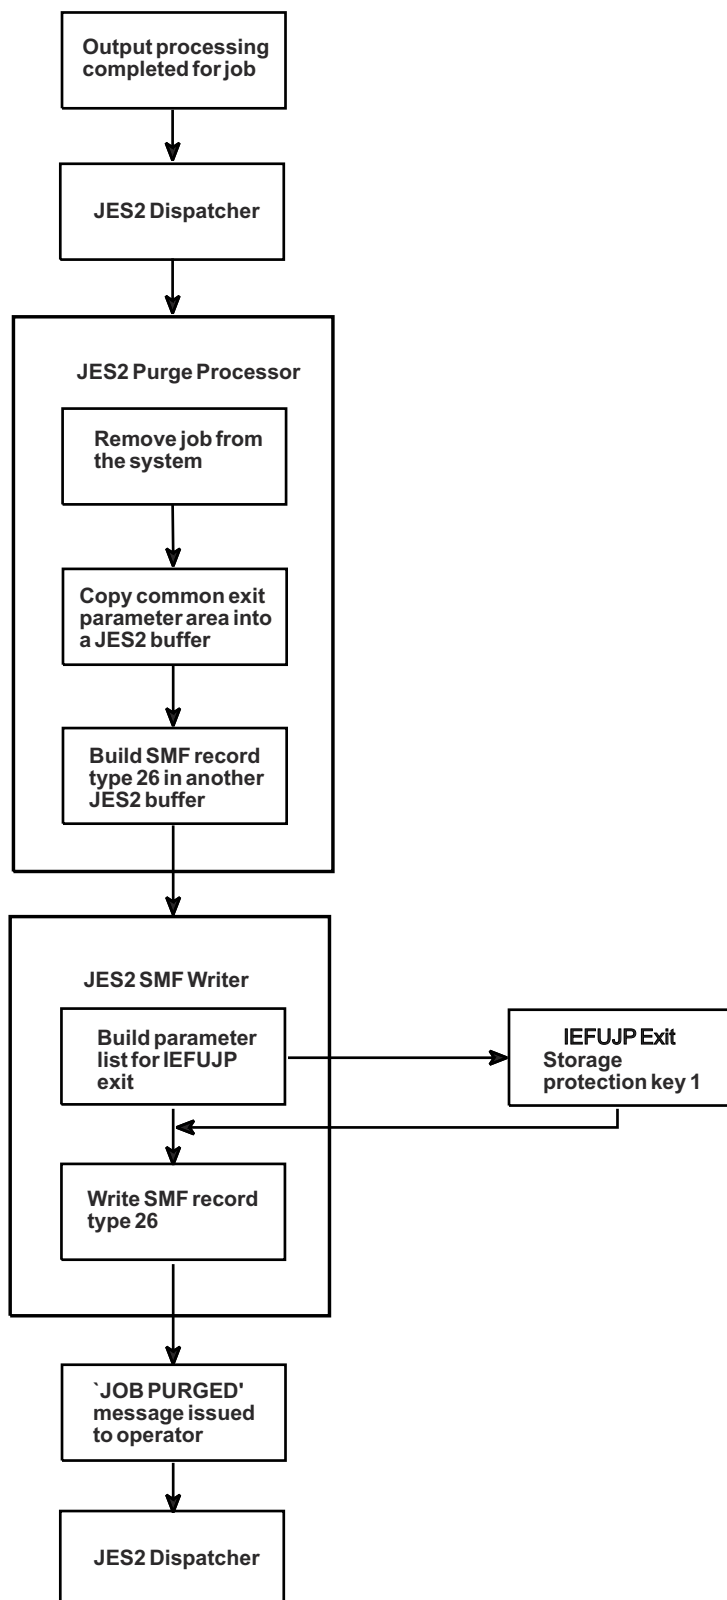 Output processing
completed for job
JES2 Dispatcher
JES2 Purge Processor
Remove job from
the system
Copy common exit
parameter area into
a JES2 buffer
Build SMF record
type 26 in another
JES2 buffer
JES2 SMF Writer
Build parameter
list for IEFUJP
exit
IEFUJP Exit
Storage
protection key 1
Write SMF record
type 26
`JOB PURGED'
message issued
to operator
JES2 Dispatcher